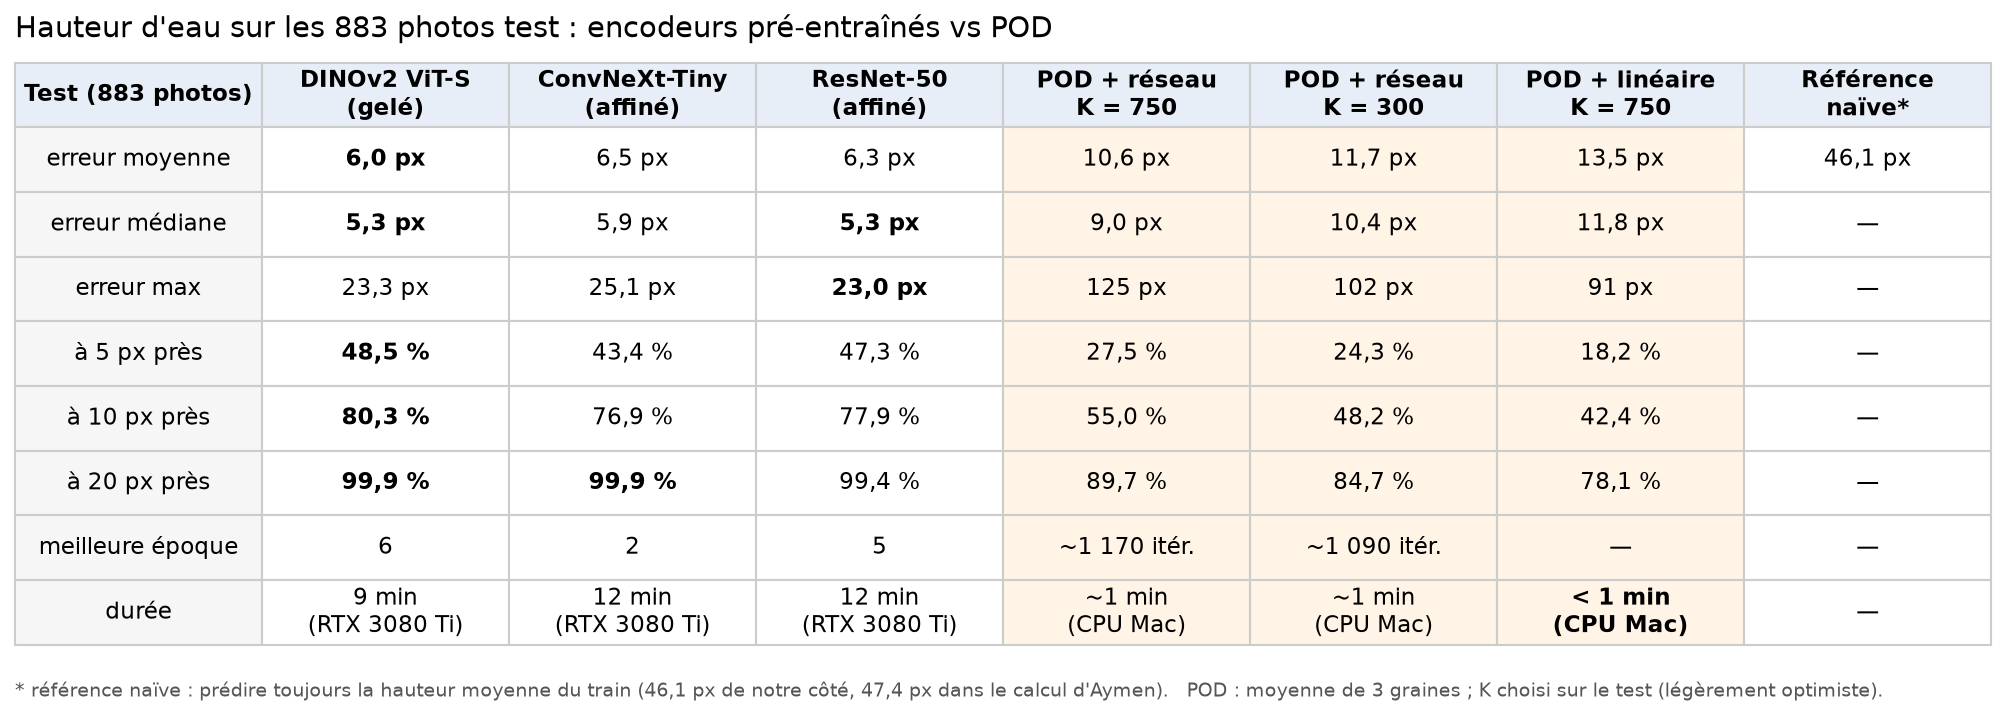 Hauteur d'eau sur les 883 photos test : encodeurs pré-entraînés vs POD
Test (883 photos) DINOv2 ViT-S (gelé) ConvNeXt-Tiny (affiné) ResNet-50 (affiné) POD + réseau K = 750 POD + réseau K = 300 POD + linéaire K = 750 Référence naïve*
erreur moyenne 6,0 px 6,5 px 6,3 px 10,6 px 11,7 px 13,5 px 46,1 px
erreur médiane 5,3 px 5,9 px 5,3 px 9,0 px 10,4 px 11,8 px —
erreur max 23,3 px 25,1 px 23,0 px 125 px 102 px 91 px —
à 5 px près 48,5 % 43,4 % 47,3 % 27,5 % 24,3 % 18,2 % —
à 10 px près 80,3 % 76,9 % 77,9 % 55,0 % 48,2 % 42,4 % —
à 20 px près 99,9 % 99,9 % 99,4 % 89,7 % 84,7 % 78,1 % —
meilleure époque 6 2 5 ~1 170 itér. ~1 090 itér. — —
durée 9 min (RTX 3080 Ti) 12 min (RTX 3080 Ti) 12 min (RTX 3080 Ti) ~1 min (CPU Mac) ~1 min (CPU Mac) < 1 min (CPU Mac) —
* référence naïve : prédire toujours la hauteur moyenne du train (46,1 px de notre côté, 47,4 px dans le calcul d'Aymen). POD : moyenne de 3 graines ; K choisi sur le test (légèrement optimiste).